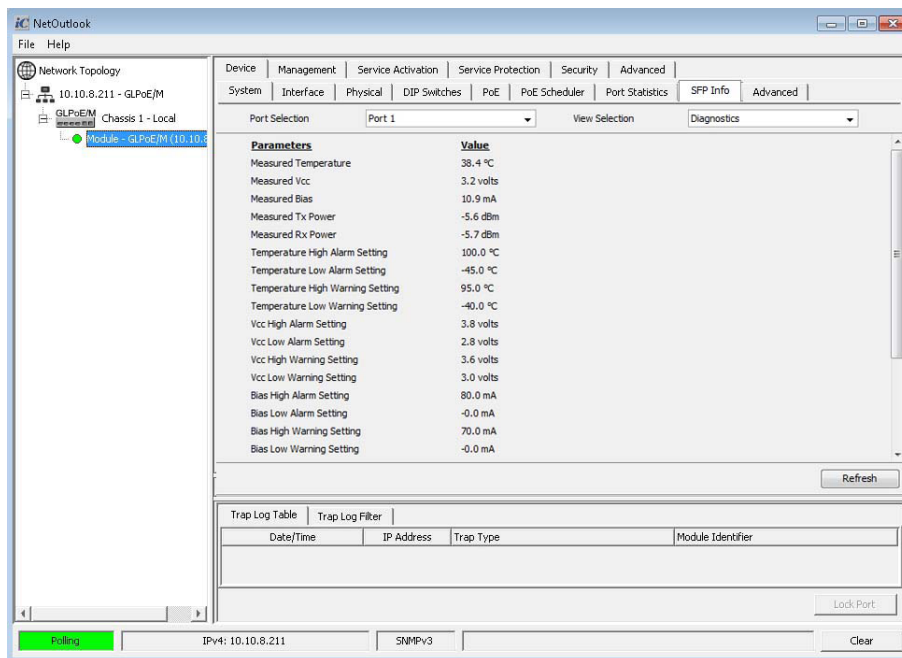 iC NetOutlook
File Help
Network Topology
10.10.8.211 - GLPoE/M
GLPoE/M Chassis 1 - Local
Module - GLPoE/M (10.10.8
Device Management Service Activation Service Protection Security Advanced
System Interface Physical DIP Switches PoE PoE Scheduler Port Statistics SFP Info Advanced
Port Selection Port 1 View Selection Diagnostics
Parameters Value
Measured Temperature 38.4 ºC
Measured Vcc 3.2 volts
Measured Bias 10.9 mA
Measured Tx Power -5.6 dBm
Measured Rx Power -5.7 dBm
Temperature High Alarm Setting 100.0 ºC
Temperature Low Alarm Setting -45.0 ºC
Temperature High Warning Setting 95.0 ºC
Temperature Low Warning Setting -40.0 ºC
Vcc High Alarm Setting 3.8 volts
Vcc Low Alarm Setting 2.8 volts
Vcc High Warning Setting 3.6 volts
Vcc Low Warning Setting 3.0 volts
Bias High Alarm Setting 80.0 mA
Bias Low Alarm Setting -0.0 mA
Bias High Warning Setting 70.0 mA
Bias Low Warning Setting -0.0 mA
Refresh
Trap Log Table Trap Log Filter
Date/Time IP Address Trap Type Module Identifier
Lock Port
Polling IPv4: 10.10.8.211 SNMPv3 Clear